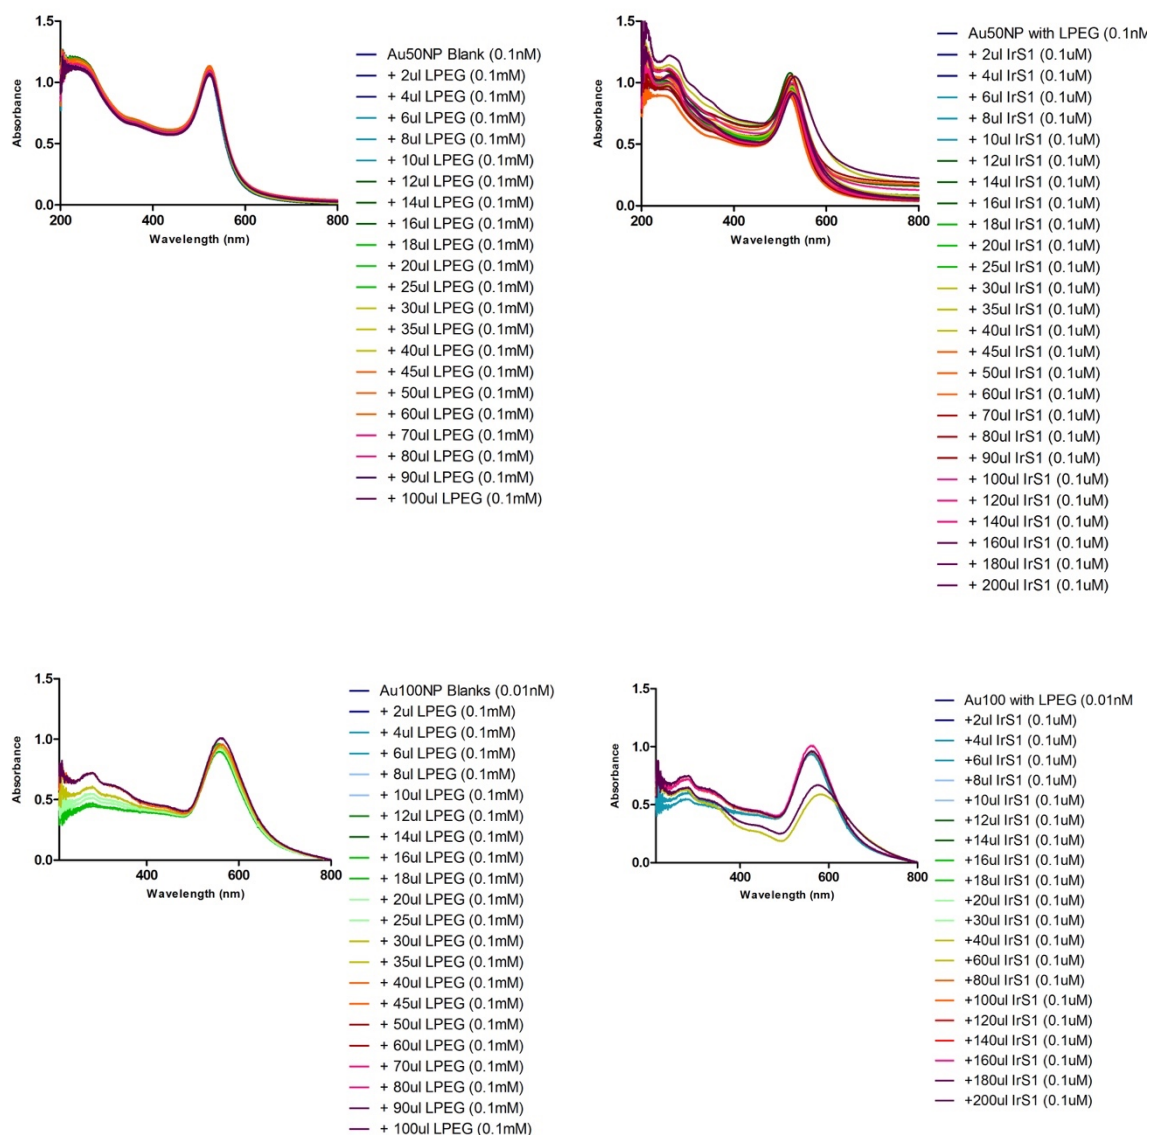 1.5
1.0
0.5
0.0
Absorbance
200
400
600
800
Wavelength (nm)
Au50NP Blank (0.1nM)
+ 2ul LPEG (0.1mM)
+ 4ul LPEG (0.1mM)
+ 6ul LPEG (0.1mM)
+ 8ul LPEG (0.1mM)
+ 10ul LPEG (0.1mM)
+ 12ul LPEG (0.1mM)
+ 14ul LPEG (0.1mM)
+ 16ul LPEG (0.1mM)
+ 18ul LPEG (0.1mM)
+ 20ul LPEG (0.1mM)
+ 25ul LPEG (0.1mM)
+ 30ul LPEG (0.1mM)
+ 35ul LPEG (0.1mM)
+ 40ul LPEG (0.1mM)
+ 45ul LPEG (0.1mM)
+ 50ul LPEG (0.1mM)
+ 60ul LPEG (0.1mM)
+ 70ul LPEG (0.1mM)
+ 80ul LPEG (0.1mM)
+ 90ul LPEG (0.1mM)
+ 100ul LPEG (0.1mM)
1.5
1.0
0.5
0.0
Absorbance
200
400
600
800
Wavelength (nm)
Au50NP with LPEG (0.1nM
+ 2ul IrS1 (0.1uM)
+ 4ul IrS1 (0.1uM)
+ 6ul IrS1 (0.1uM)
+ 8ul IrS1 (0.1uM)
+ 10ul IrS1 (0.1uM)
+ 12ul IrS1 (0.1uM)
+ 14ul IrS1 (0.1uM)
+ 16ul IrS1 (0.1uM)
+ 18ul IrS1 (0.1uM)
+ 20ul IrS1 (0.1uM)
+ 25ul IrS1 (0.1uM)
+ 30ul IrS1 (0.1uM)
+ 35ul IrS1 (0.1uM)
+ 40ul IrS1 (0.1uM)
+ 45ul IrS1 (0.1uM)
+ 50ul IrS1 (0.1uM)
+ 60ul IrS1 (0.1uM)
+ 70ul IrS1 (0.1uM)
+ 80ul IrS1 (0.1uM)
+ 90ul IrS1 (0.1uM)
+ 100ul IrS1 (0.1uM)
+ 120ul IrS1 (0.1uM)
+ 140ul IrS1 (0.1uM)
+ 160ul IrS1 (0.1uM)
+ 180ul IrS1 (0.1uM)
+ 200ul IrS1 (0.1uM)
1.5
1.0
0.5
0.0
Absorbance
400
600
800
Wavelength (nm)
Au100NP Blanks (0.01nM)
+ 2ul LPEG (0.1mM)
+ 4ul LPEG (0.1mM)
+ 6ul LPEG (0.1mM)
+ 8ul LPEG (0.1mM)
+ 10ul LPEG (0.1mM)
+ 12ul LPEG (0.1mM)
+ 14ul LPEG (0.1mM)
+ 16ul LPEG (0.1mM)
+ 18ul LPEG (0.1mM)
+ 20ul LPEG (0.1mM)
+ 25ul LPEG (0.1mM)
+ 30ul LPEG (0.1mM)
+ 35ul LPEG (0.1mM)
+ 40ul LPEG (0.1mM)
+ 45ul LPEG (0.1mM)
+ 50ul LPEG (0.1mM)
+ 60ul LPEG (0.1mM)
+ 70ul LPEG (0.1mM)
+ 80ul LPEG (0.1mM)
+ 90ul LPEG (0.1mM)
+ 100ul LPEG (0.1mM)
1.5
1.0
0.5
0.0
Absorbance
400
600
800
Wavelength (nm)
Au100 with LPEG (0.01nM
+2ul IrS1 (0.1uM)
+4ul IrS1 (0.1uM)
+6ul IrS1 (0.1uM)
+8ul IrS1 (0.1uM)
+10ul IrS1 (0.1uM)
+12ul IrS1 (0.1uM)
+14ul IrS1 (0.1uM)
+16ul IrS1 (0.1uM)
+18ul IrS1 (0.1uM)
+20ul IrS1 (0.1uM)
+30ul IrS1 (0.1uM)
+40ul IrS1 (0.1uM)
+60ul IrS1 (0.1uM)
+80ul IrS1 (0.1uM)
+100ul IrS1 (0.1uM)
+120ul IrS1 (0.1uM)
+140ul IrS1 (0.1uM)
+160ul IrS1 (0.1uM)
+180ul IrS1 (0.1uM)
+200ul IrS1 (0.1uM)